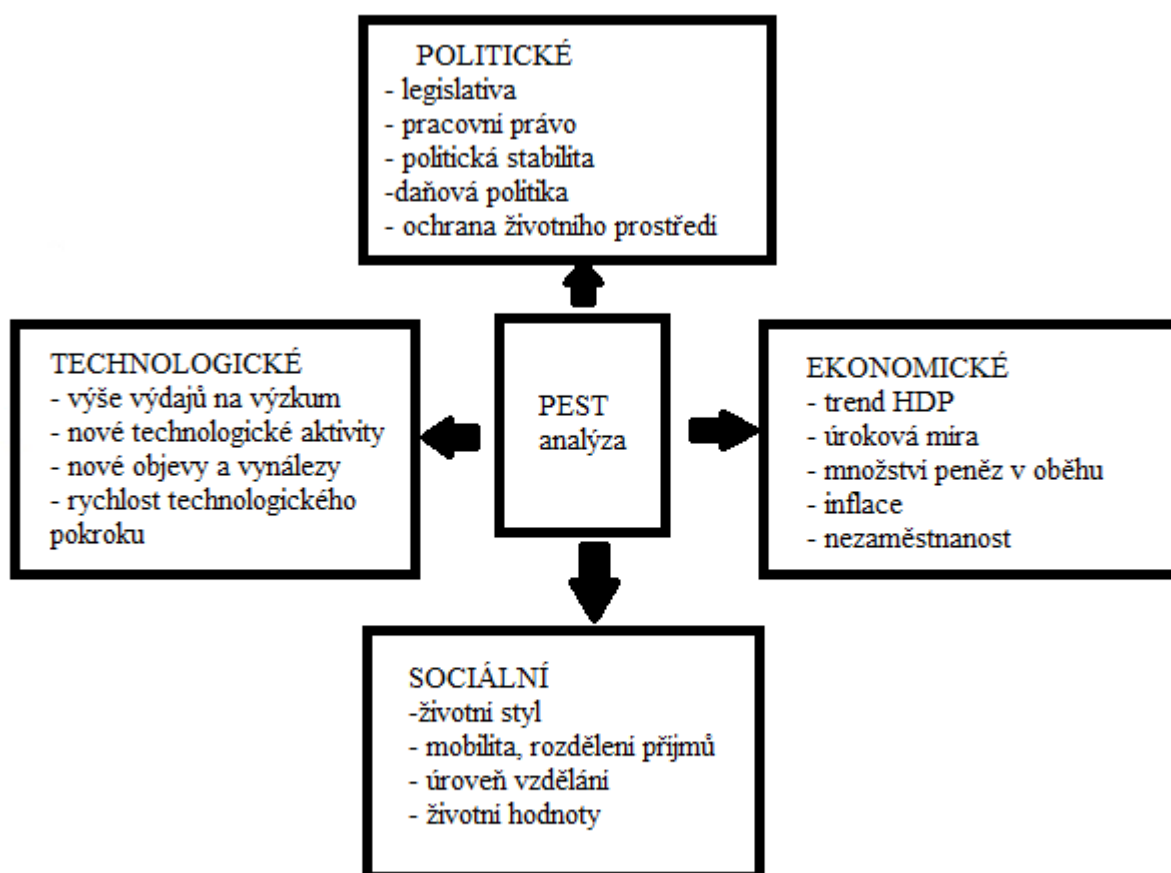 POLITICKÉ
- legislativa
- pracovní právo
- politická stabilita
-daňová politika
- ochrana životního prostředí
TECHNOLOGICKÉ
- výše výdajů na výzkum
- nové technologické aktivity
- nové objevy a vynálezy
- rychlost technologického
pokroku
PEST
analýza
EKONOMICKÉ
- trend HDP
- úroková míra
- množství peněz v oběhu
- inflace
- nezaměstnanost
SOCIÁLNÍ
-životní styl
- mobilita, rozdělení příjmů
- úroveň vzdělání
- životní hodnoty